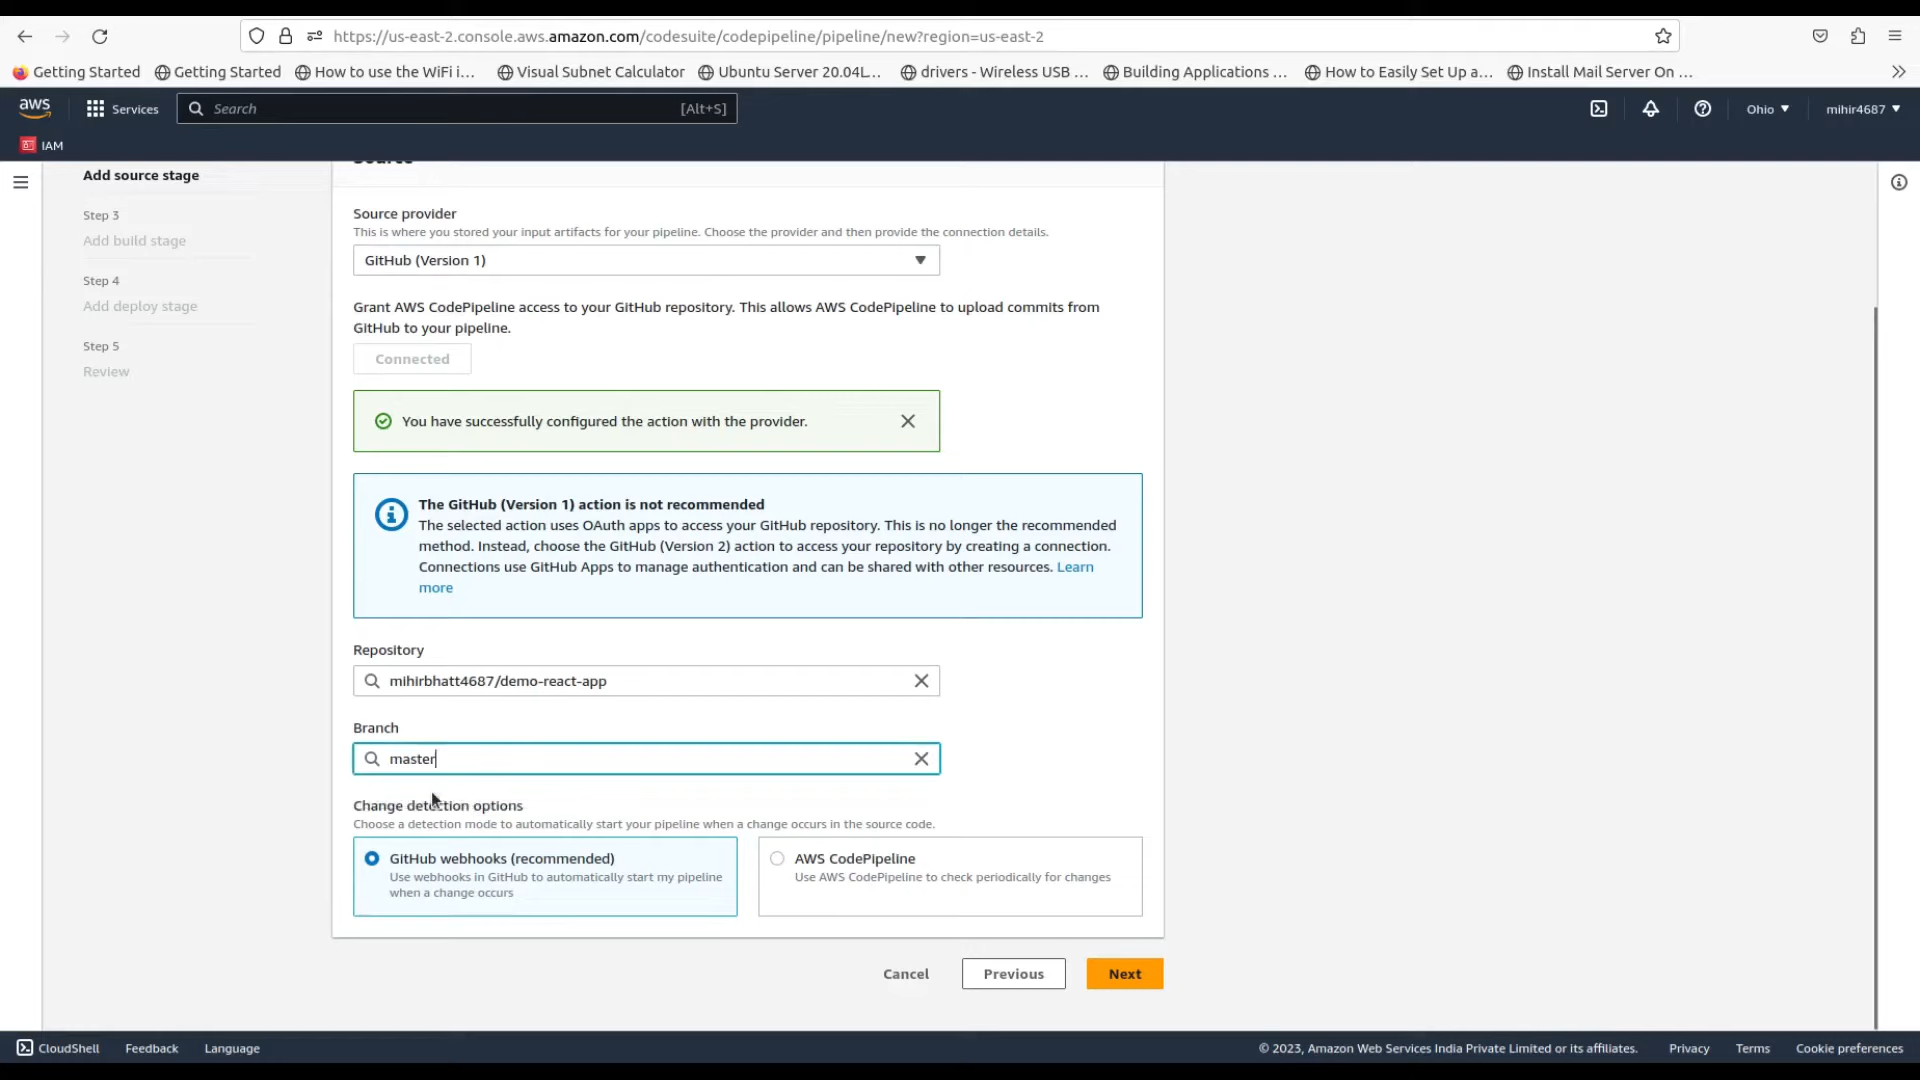 https://us-east-2.console.aws.amazon.com/codesuite/codepipeline/pipeline/new?region=us-east-2
Getting Started
Getting Started
How to use the WiFi i…
Visual Subnet Calculator
Ubuntu Server 20.04L…
drivers - Wireless USB …
Building Applications …
How to Easily Set Up a…
Install Mail Server On …
aws
Services
Search
[Alt+S]
Ohio
mihir4687
IAM
Add source stage
Step 3
Add build stage
Step 4
Add deploy stage
Step 5
Review
Source
Source provider
This is where you stored your input artifacts for your pipeline. Choose the provider and then provide the connection details.
GitHub (Version 1)
Grant AWS CodePipeline access to your GitHub repository. This allows AWS CodePipeline to upload commits from
GitHub to your pipeline.
Connected
You have successfully configured the action with the provider.
The GitHub (Version 1) action is not recommended
The selected action uses OAuth apps to access your GitHub repository. This is no longer the recommended
method. Instead, choose the GitHub (Version 2) action to access your repository by creating a connection.
Connections use GitHub Apps to manage authentication and can be shared with other resources. Learn
more
Repository
mihirbhatt4687/demo-react-app
Branch
master
Change detection options
Choose a detection mode to automatically start your pipeline when a change occurs in the source code.
GitHub webhooks (recommended)
Use webhooks in GitHub to automatically start my pipeline
when a change occurs
AWS CodePipeline
Use AWS CodePipeline to check periodically for changes
Cancel
Previous
Next
CloudShell
Feedback
Language
© 2023, Amazon Web Services India Private Limited or its affiliates.
Privacy
Terms
Cookie preferences